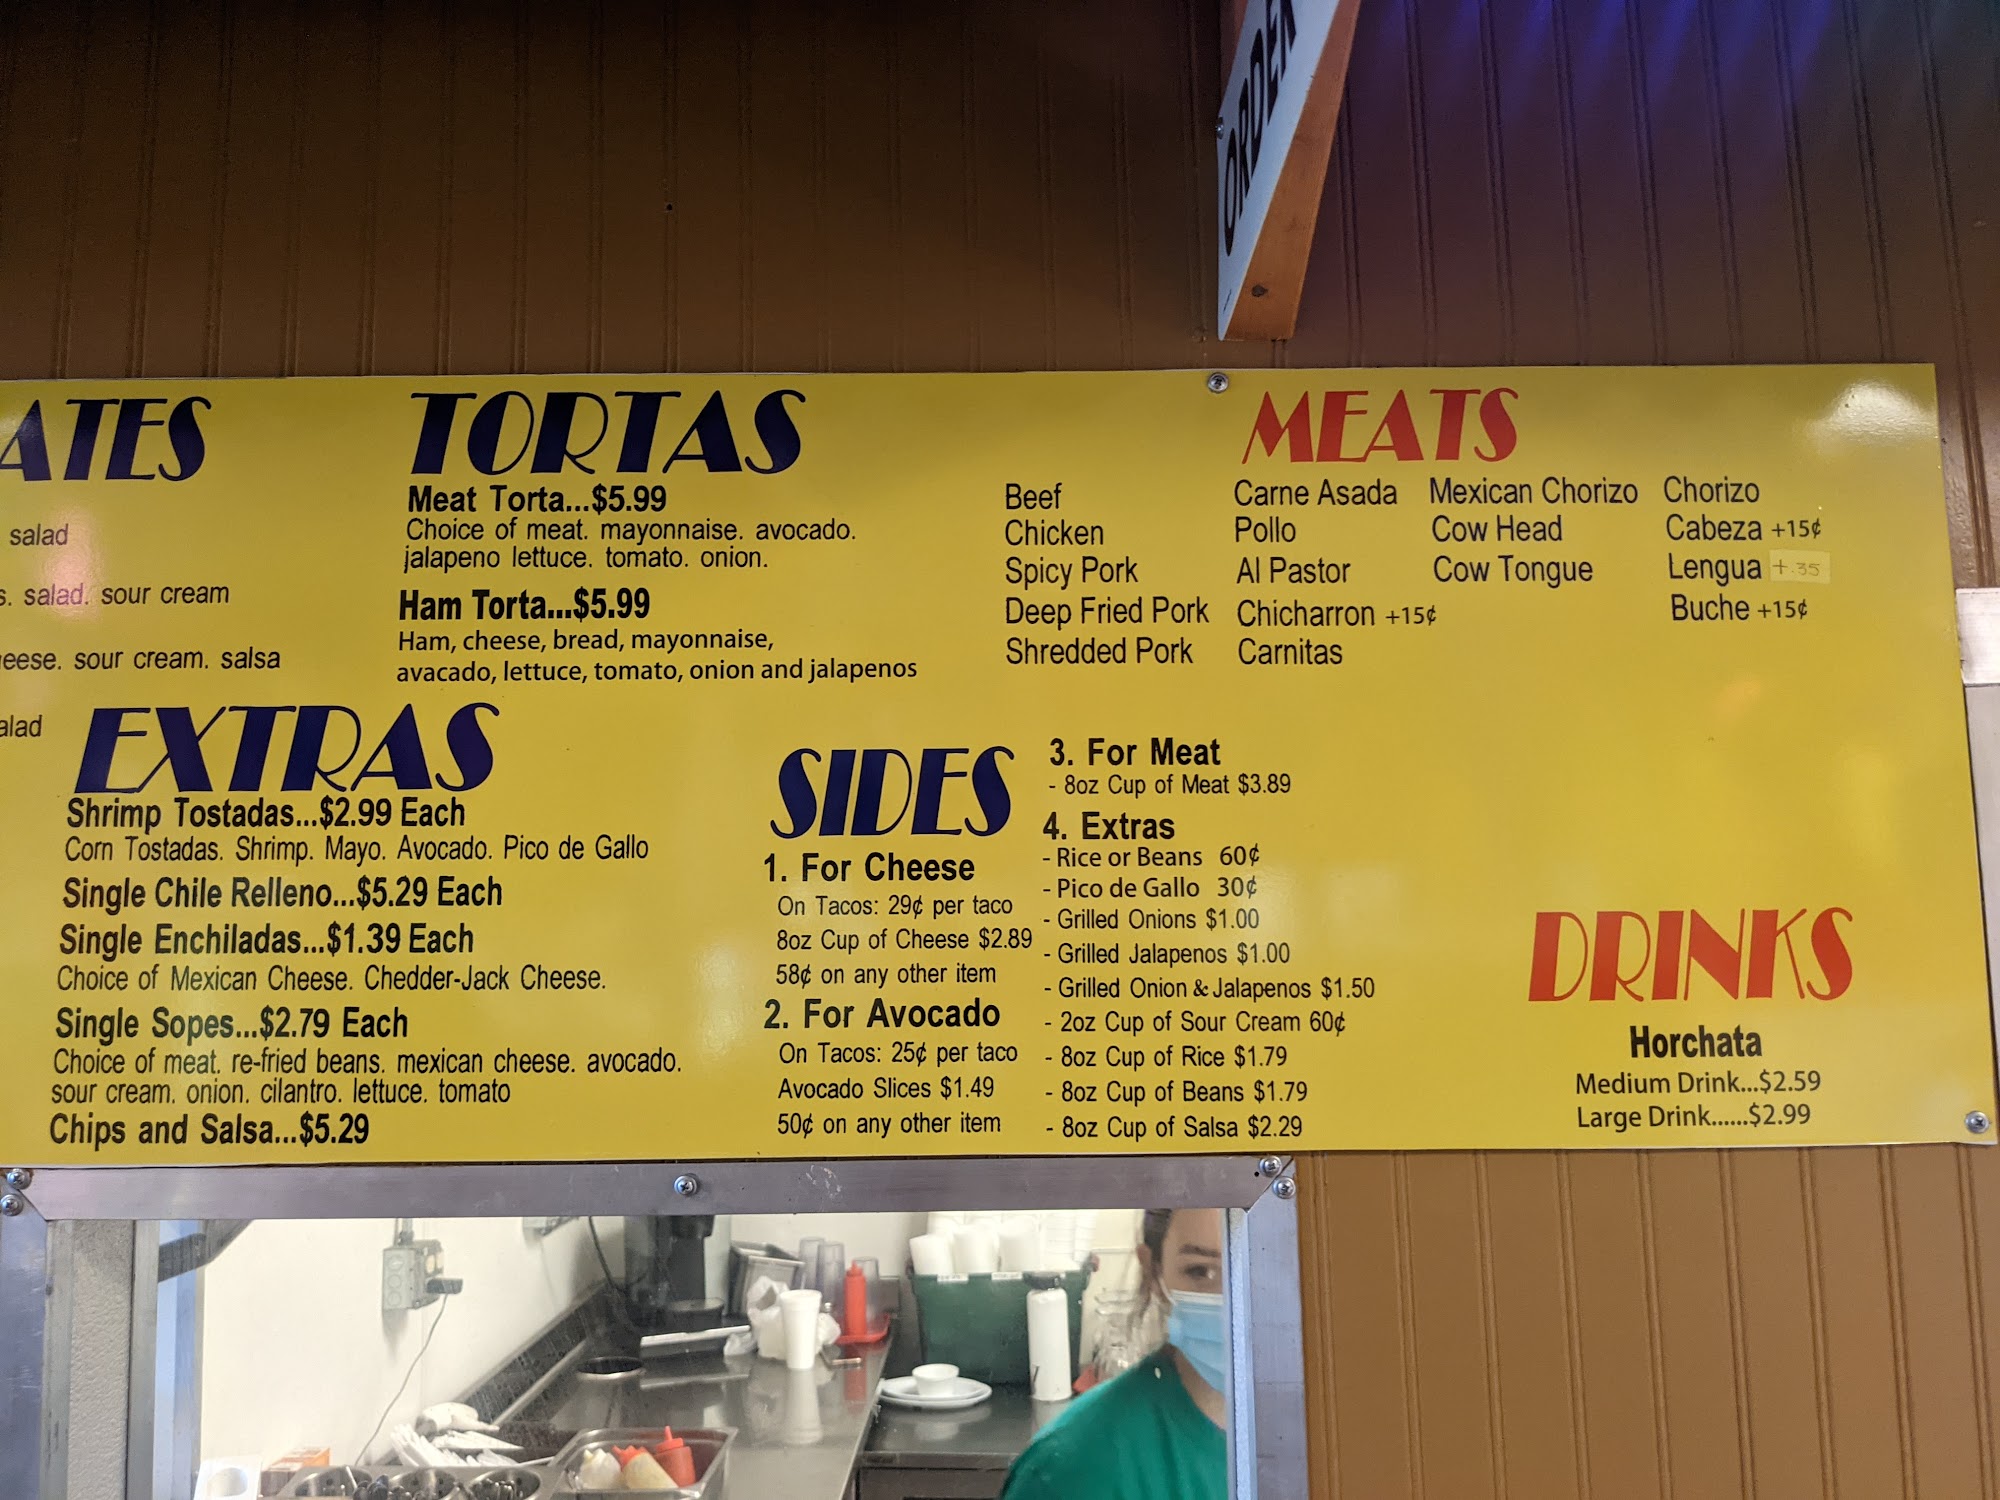 ORDER
ATES
salad
s. salad. sour cream
eese. sour cream. salsa
alad
TORTAS
Meat Torta...$5.99
Choice of meat. mayonnaise. avocado.
jalapeno lettuce. tomato. onion.
Ham Torta...$5.99
Ham, cheese, bread, mayonnaise,
avacado, lettuce, tomato, onion and jalapenos
MEATS
Beef Carne Asada Mexican Chorizo Chorizo
Chicken Pollo Cow Head Cabeza +15¢
Spicy Pork Al Pastor Cow Tongue Lengua +.35
Deep Fried Pork Chicharron +15¢ Buche +15¢
Shredded Pork Carnitas
EXTRAS
Shrimp Tostadas...$2.99 Each
Corn Tostadas. Shrimp. Mayo. Avocado. Pico de Gallo
Single Chile Relleno...$5.29 Each
Single Enchiladas...$1.39 Each
Choice of Mexican Cheese. Chedder-Jack Cheese.
Single Sopes...$2.79 Each
Choice of meat. re-fried beans. mexican cheese. avocado.
sour cream. onion. cilantro. lettuce. tomato
Chips and Salsa...$5.29
SIDES
1. For Cheese
On Tacos: 29¢ per taco
8oz Cup of Cheese $2.89
58¢ on any other item
2. For Avocado
On Tacos: 25¢ per taco
Avocado Slices $1.49
50¢ on any other item
3. For Meat
- 8oz Cup of Meat $3.89
4. Extras
- Rice or Beans 60¢
- Pico de Gallo 30¢
- Grilled Onions $1.00
- Grilled Jalapenos $1.00
- Grilled Onion & Jalapenos $1.50
- 2oz Cup of Sour Cream 60¢
- 8oz Cup of Rice $1.79
- 8oz Cup of Beans $1.79
- 8oz Cup of Salsa $2.29
DRINKS
Horchata
Medium Drink...$2.59
Large Drink......$2.99